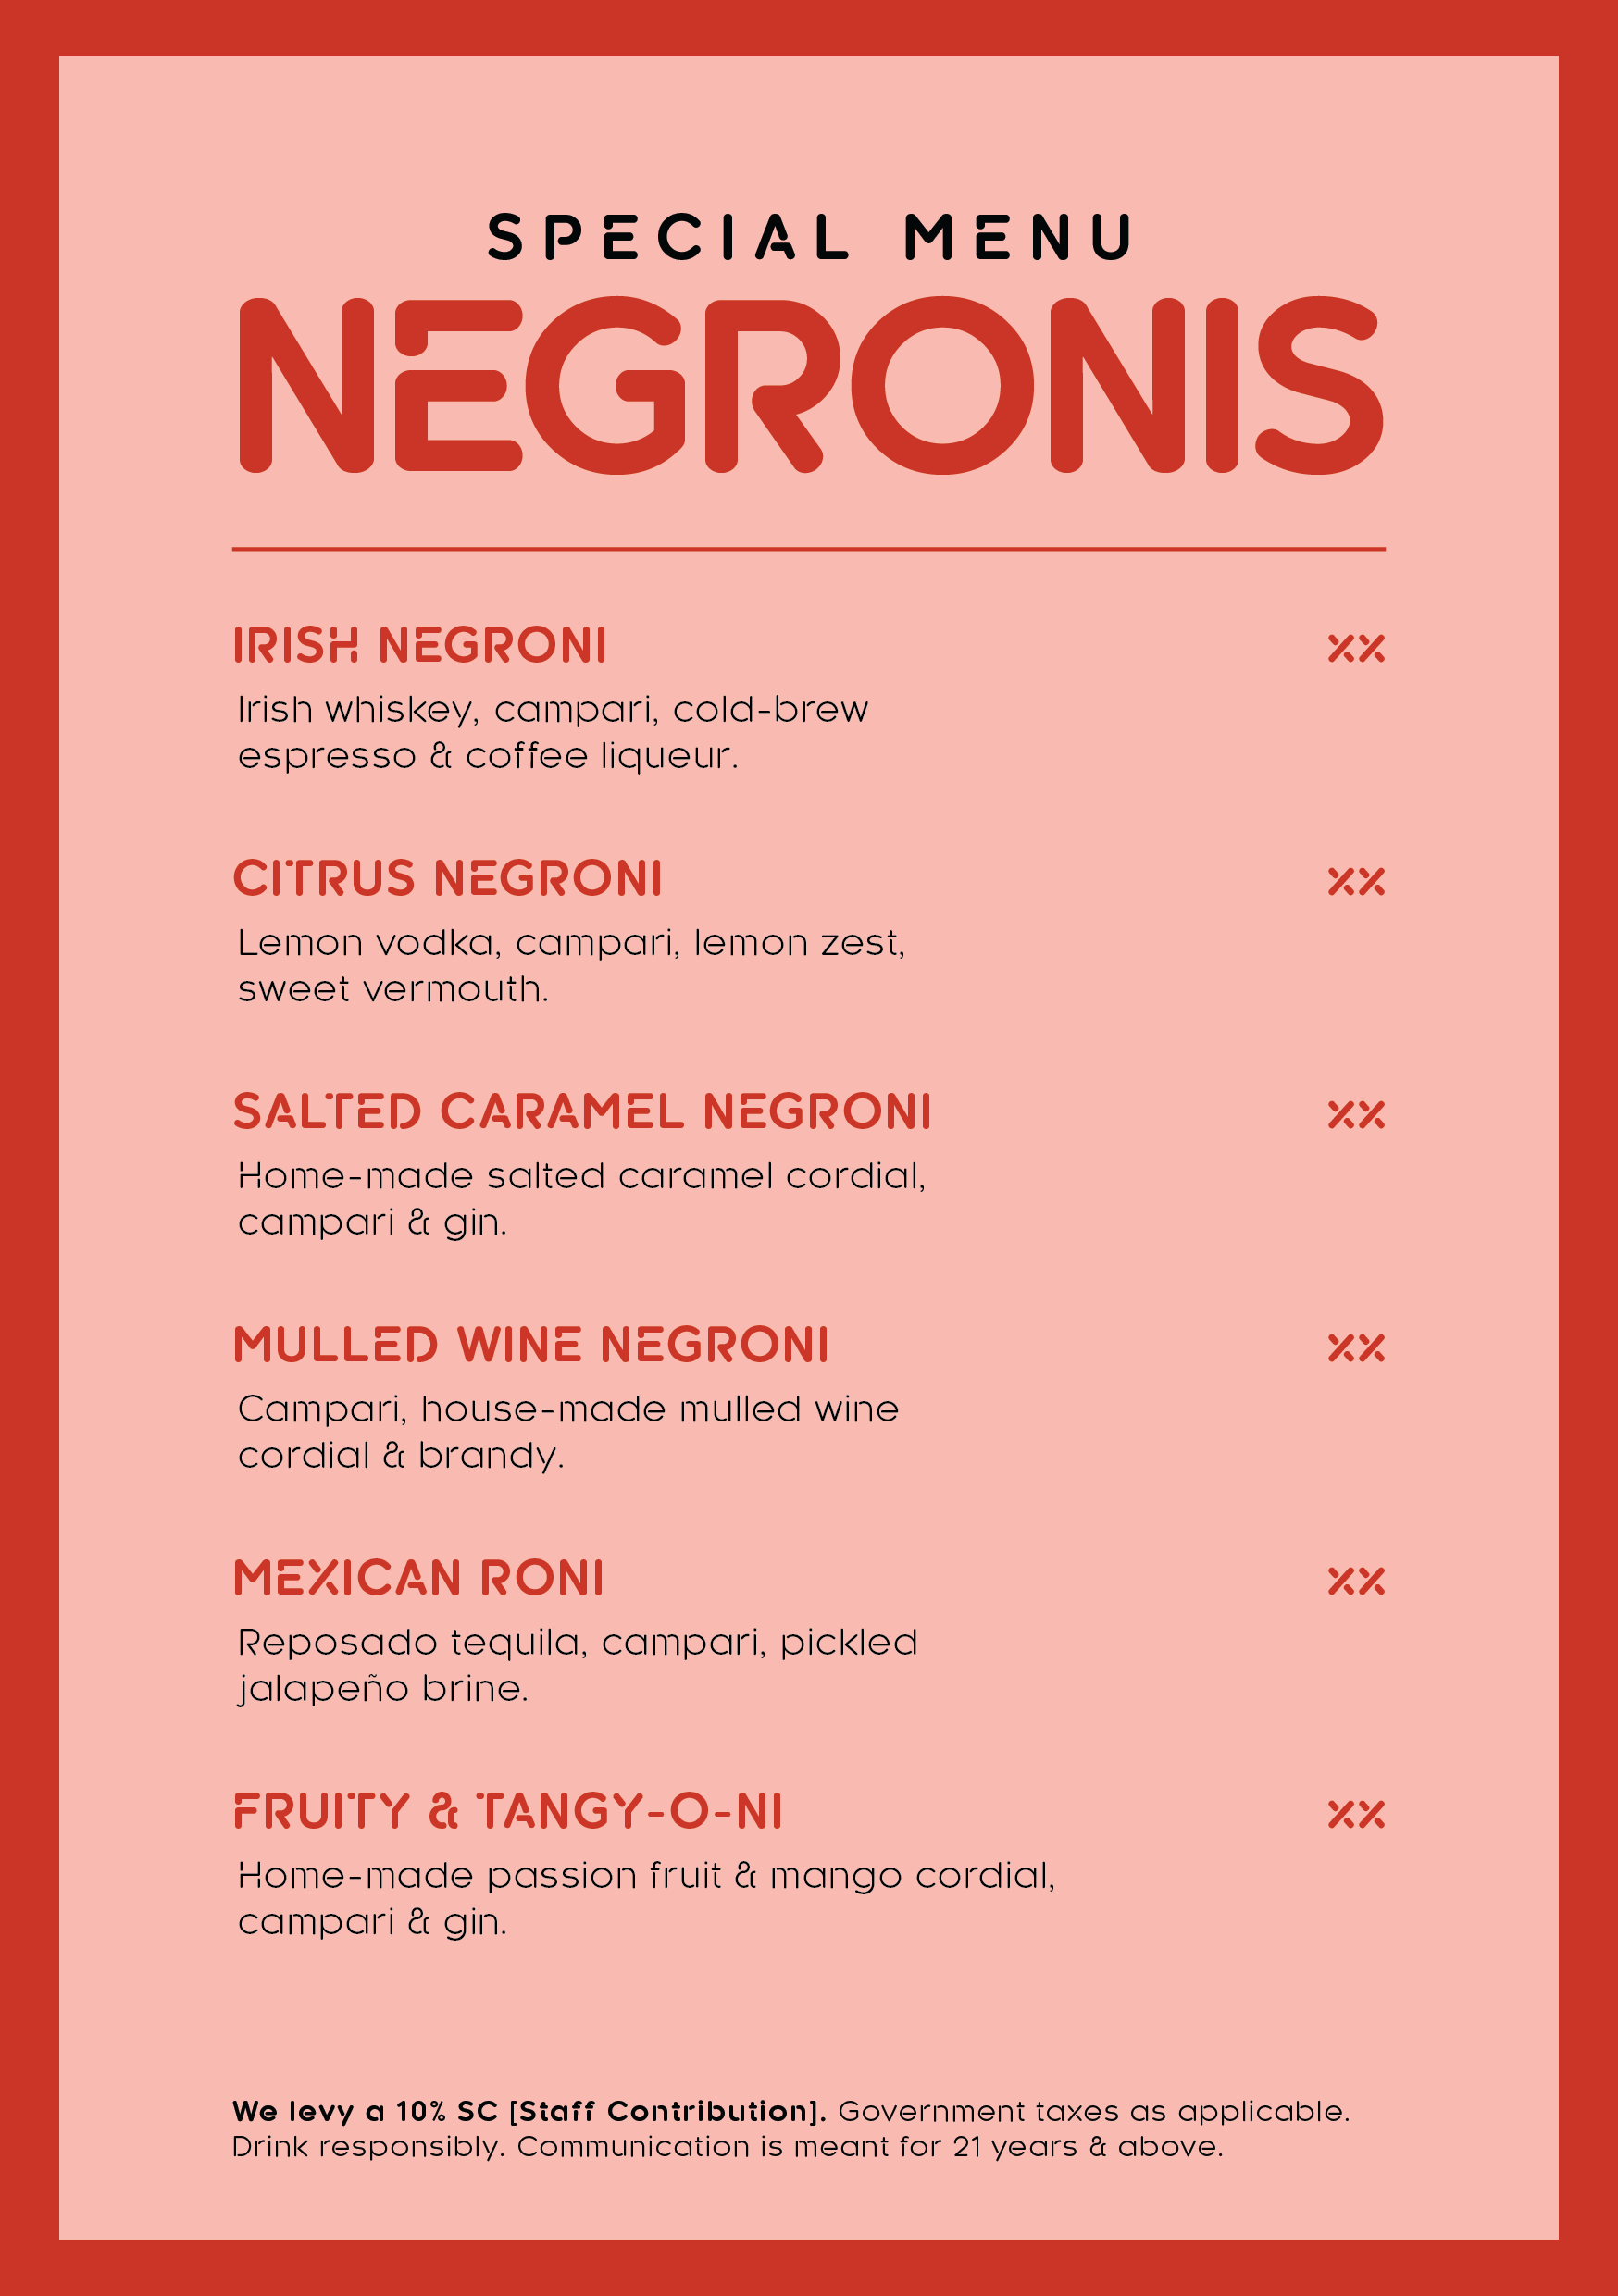 SPECIAL MENU
NEGRONIS
IRISH NEGRONI XX
Irish whiskey, campari, cold-brew
espresso & coffee liqueur.
CITRUS NEGRONI XX
Lemon vodka, campari, lemon zest,
sweet vermouth.
SALTED CARAMEL NEGRONI XX
Home-made salted caramel cordial,
campari & gin.
MULLED WINE NEGRONI XX
Campari, house-made mulled wine
cordial & brandy.
MEXICAN RONI XX
Reposado tequila, campari, pickled
jalapeño brine.
FRUITY & TANGY-O-NI XX
Home-made passion fruit & mango cordial,
campari & gin.
We levy a 10% SC [Staff Contribution]. Government taxes as applicable.
Drink responsibly. Communication is meant for 21 years & above.